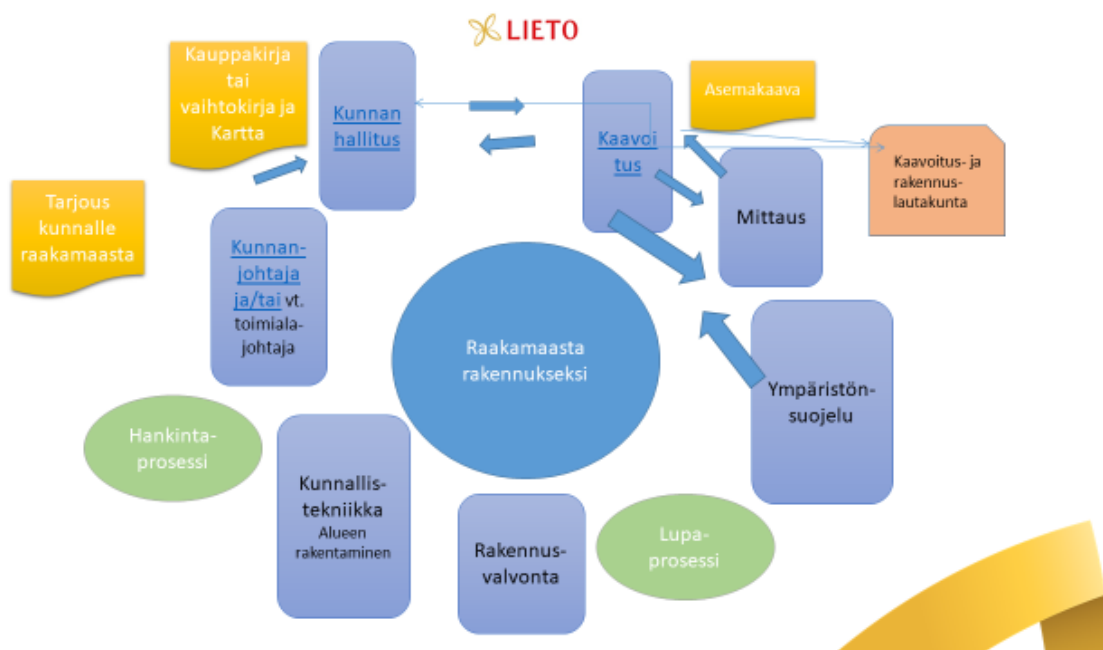 LIETO
Kauppakirja
tai
vaihtokirja ja
Kartta
Kunnan
hallitus
Kaavoi
tus
Asemakaava
Kaavoitus- ja
rakennus-
lautakunta
Mittaus
Tarjous
kunnalle
raakamaasta
Kunnan-
johtaja
ja/tai vt.
toimiala-
johtaja
Raakamaasta
rakennukseksi
Ympäristön-
suojelu
Hankinta-
prosessi
Kunnallis-
tekniikka
Alueen
rakentaminen
Rakennus-
valvonta
Lupa-
prosessi